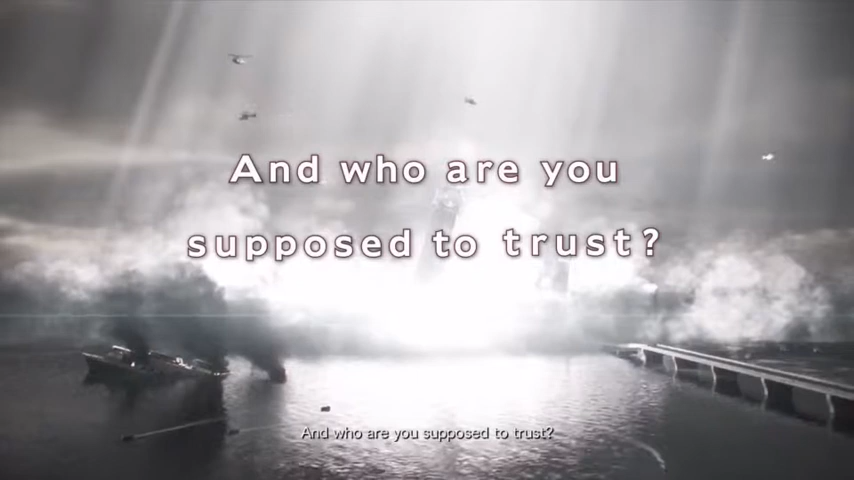 And who are you
supposed to trust?
And who are you supposed to trust?